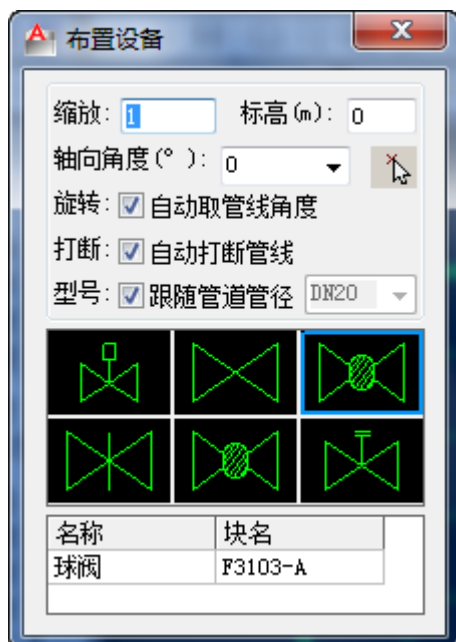 布置设备
缩放: 1 标高(m): 0
轴向角度(° ): 0
旋转: 自动取管线角度
打断: 自动打断管线
型号: 跟随管道管径 DN20
名称 块名
球阀 F3103-A